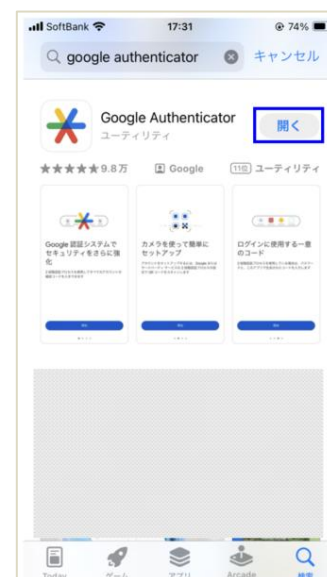 SoftBank 17:31 74%
google authenticator キャンセル
Google Authenticator
ユーティリティ
開く
★★★★★9.8万 Google 11位 ユーティリティ
Google 認証システムで
セキュリティをさらに強
化
カメラを使って簡単に
セットアップ
ログインに使用する一意
のコード
Today ゲーム アプリ Arcade 検索